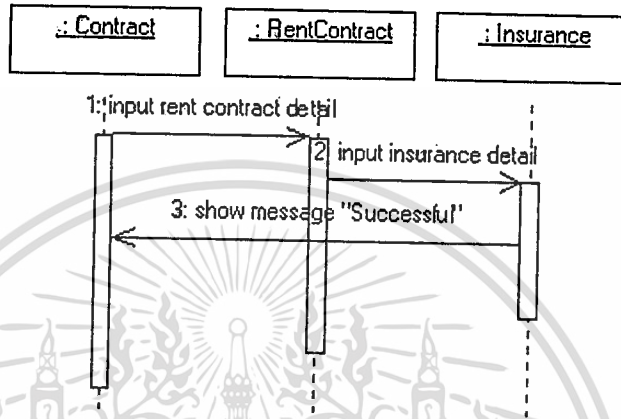 : Contract
: RentContract
: Insurance
1: input rent contract detail
2 input insurance detail
3: show message "Successful"